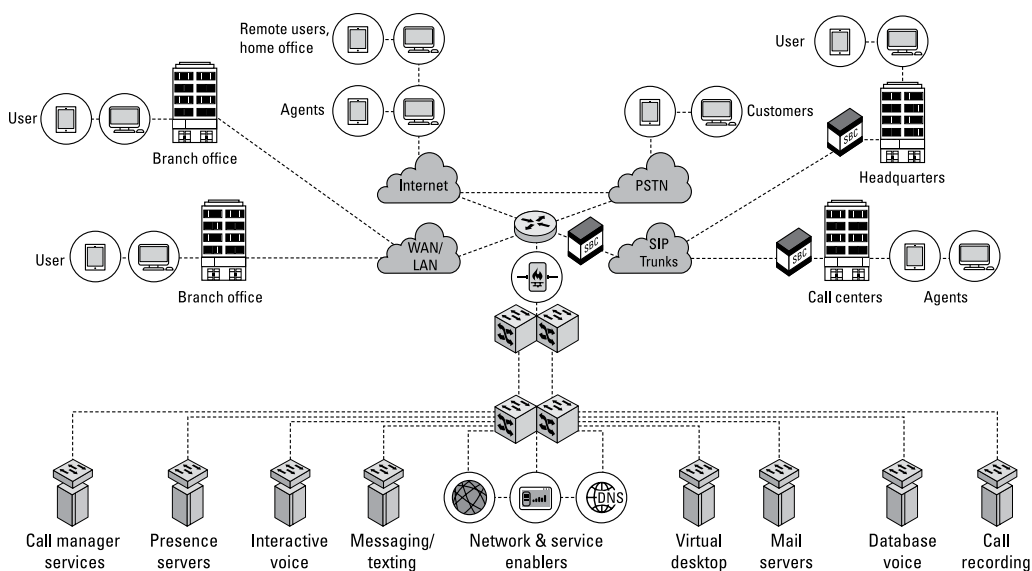 Remote users,
home office
User
Agents
Customers
User
Branch office
SBC
Internet
PSTN
Headquarters
WAN/
LAN
SBC
SIP
Trunks
SBC
User
Branch office
Call centers
Agents
DNS
Call manager
services
Presence
servers
Interactive
voice
Messaging/
texting
Network & service
enablers
Virtual
desktop
Mail
servers
Database
voice
Call
recording